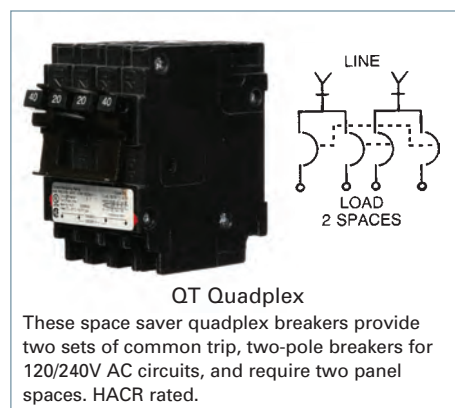 40 20 20 40
LINE
LOAD
2 SPACES
QT Quadplex
These space saver quadplex breakers provide
two sets of common trip, two-pole breakers for
120/240V AC circuits, and require two panel
spaces. HACR rated.